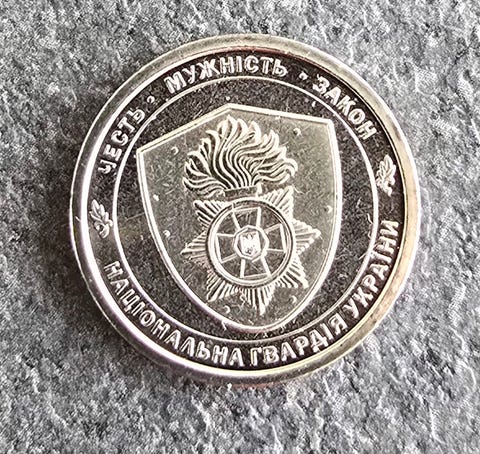 ЧЕСТЬ · МУЖНІСТЬ · ЗАКОН
НАЦІОНАЛЬНА ГВАРДІЯ УКРАЇНИ